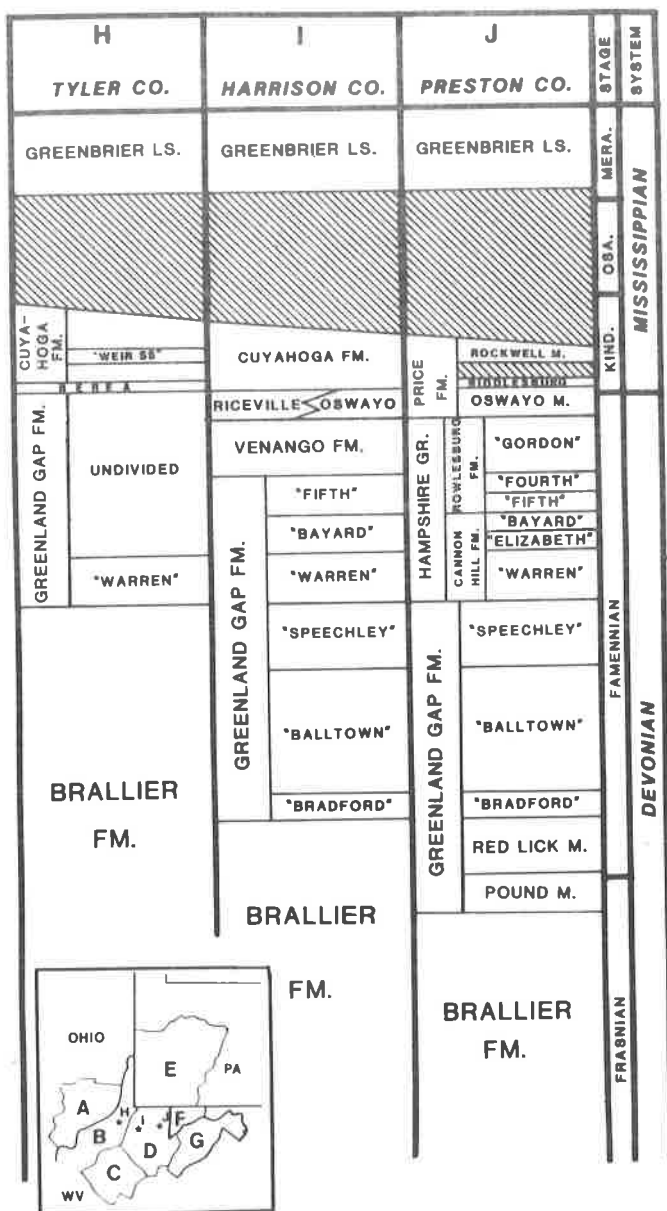 H
I
J
STAGE
SYSTEM
TYLER CO.
HARRISON CO.
PRESTON CO.
GREENBRIER LS.
GREENBRIER LS.
GREENBRIER LS.
MERA.
OSA.
KIND.
MISSISSIPPIAN
CUYA-
HOGA
FM.
"WEIR SS"
BEREA
GREENLAND GAP FM.
UNDIVIDED
"WARREN"
BRALLIER
FM.
CUYAHOGA FM.
RICEVILLE
OSWAYO
VENANGO FM.
GREENLAND GAP FM.
"FIFTH"
"BAYARD"
"WARREN"
"SPEECHLEY"
"BALLTOWN"
"BRADFORD"
BRALLIER
FM.
PRICE
FM.
ROCKWELL M.
RIDDLESBURG
OSWAYO M.
HAMPSHIRE GR.
ROWLESBURG
FM.
"GORDON"
"FOURTH"
"FIFTH"
CANNON
HILL FM.
"BAYARD"
"ELIZABETH"
"WARREN"
GREENLAND GAP FM.
"SPEECHLEY"
"BALLTOWN"
"BRADFORD"
RED LICK M.
POUND M.
BRALLIER
FM.
FAMENNIAN
FRASNIAN
DEVONIAN
OHIO
E
PA
A
H
B
I
J
F
D
G
C
WV